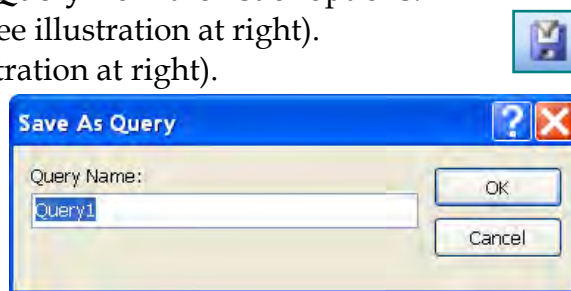 ee illustration at right).
tration at right).
Save As Query
Query Name:
OK
Query1
Cancel